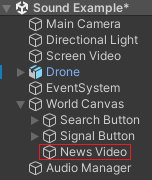 Sound Example*
Main Camera
Directional Light
Screen Video
Drone
EventSystem
World Canvas
Search Button
Signal Button
News Video
Audio Manager